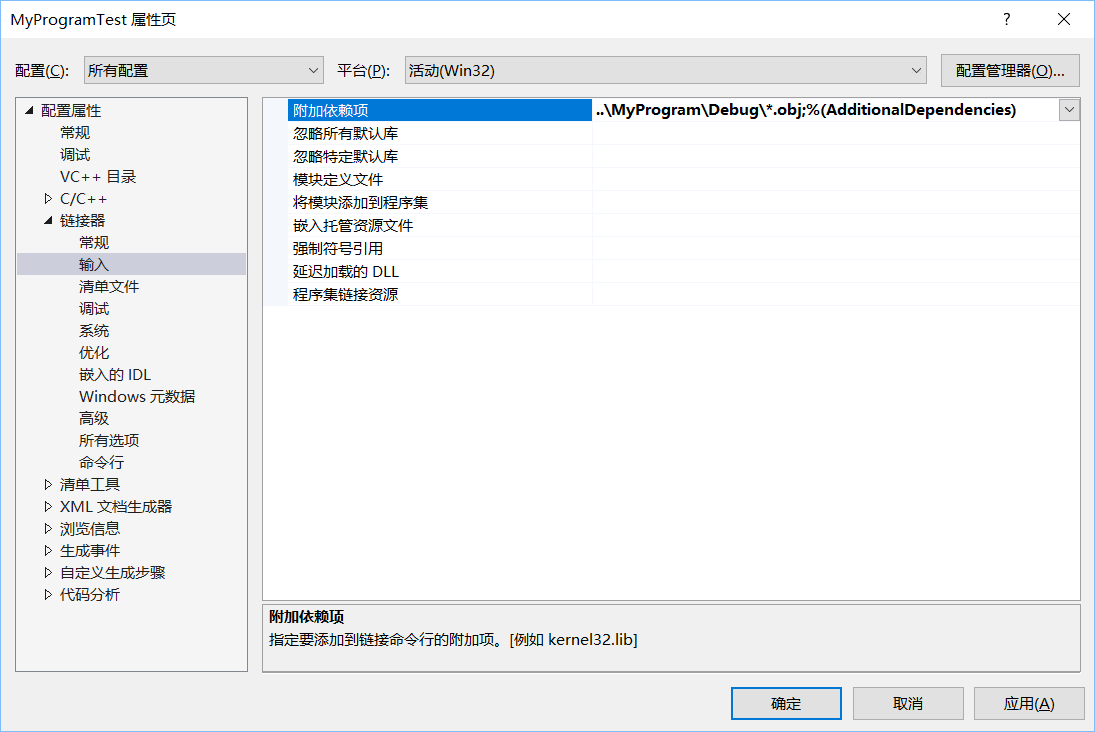 MyProgramTest 属性页
?
配置(C): 所有配置 平台(P): 活动(Win32) 配置管理器(O)...
配置属性
常规
调试
VC++ 目录
C/C++
链接器
常规
输入
清单文件
调试
系统
优化
嵌入的 IDL
Windows 元数据
高级
所有选项
命令行
清单工具
XML 文档生成器
浏览信息
生成事件
自定义生成步骤
代码分析
附加依赖项 ..\MyProgram\Debug\*.obj;%(AdditionalDependencies)
忽略所有默认库
忽略特定默认库
模块定义文件
将模块添加到程序集
嵌入托管资源文件
强制符号引用
延迟加载的 DLL
程序集链接资源
附加依赖项
指定要添加到链接命令行的附加项。[例如 kernel32.lib]
确定 取消 应用(A)